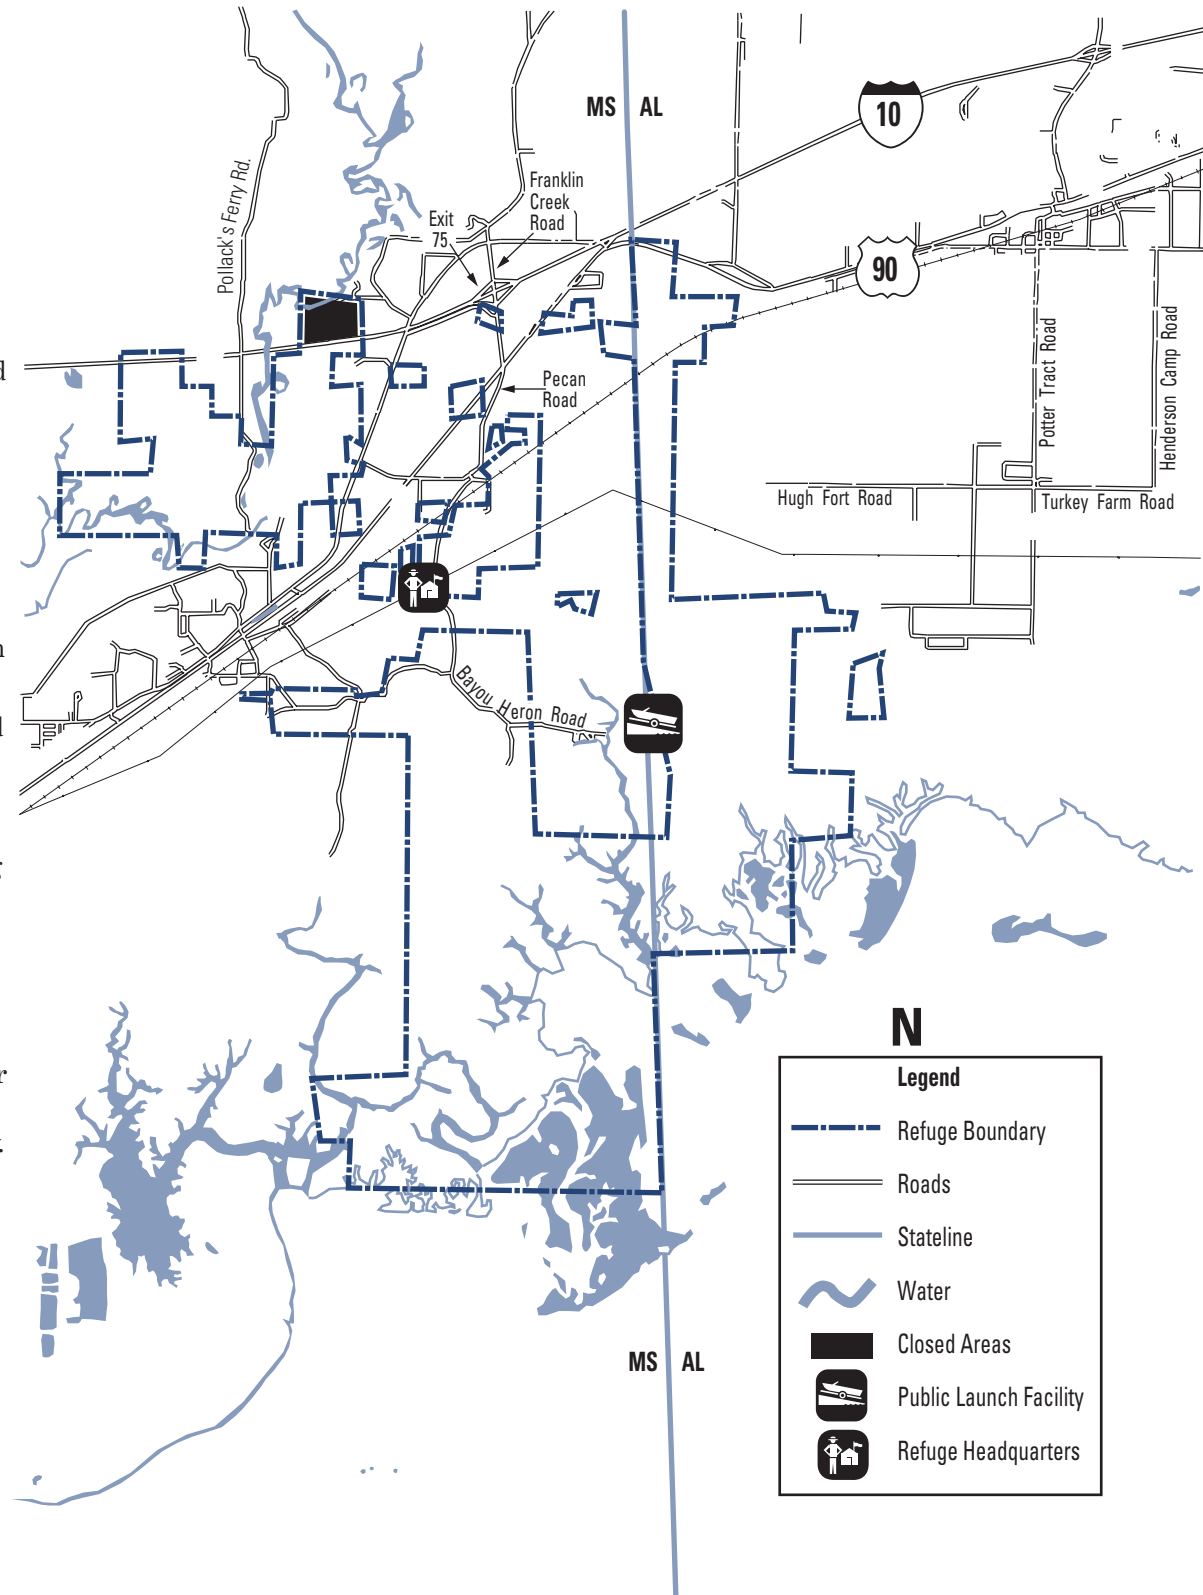 MS AL
10
Pollack's Ferry Rd.
Franklin
Creek
Road
Exit
75
90
Pecan
Road
Potter Tract Road
Henderson Camp Road
d
Hugh Fort Road
Turkey Farm Road
n
Bayou Heron Road
d
N
Legend
Refuge Boundary
r
Roads
Stateline
Water
Closed Areas
MS AL
Public Launch Facility
Refuge Headquarters